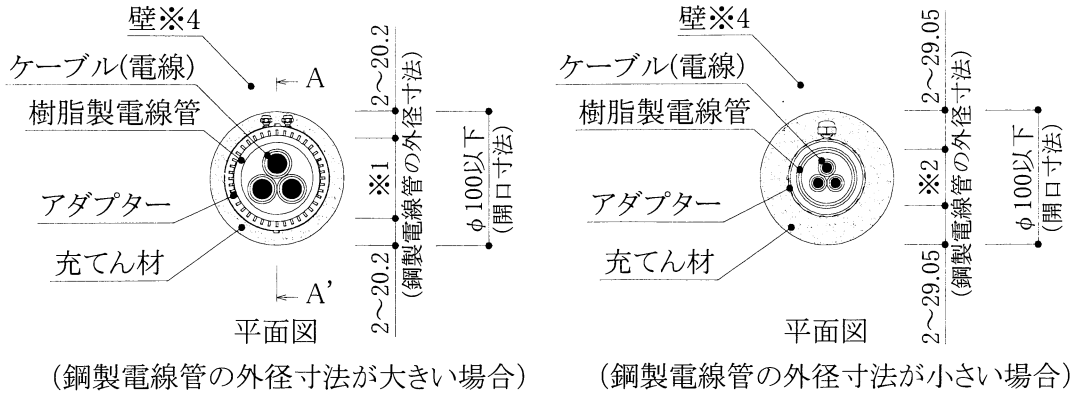 壁※4
ケーブル(電線)
樹脂製電線管
アダプター
充てん材
A
A'
2～20.2
※1
2～20.2
(鋼製電線管の外径寸法)
φ100以下
(開口寸法)
平面図
(鋼製電線管の外径寸法が大きい場合)
壁※4
ケーブル(電線)
樹脂製電線管
アダプター
充てん材
2～29.05
※2
2～29.05
(鋼製電線管の外径寸法)
φ100以下
(開口寸法)
平面図
(鋼製電線管の外径寸法が小さい場合)